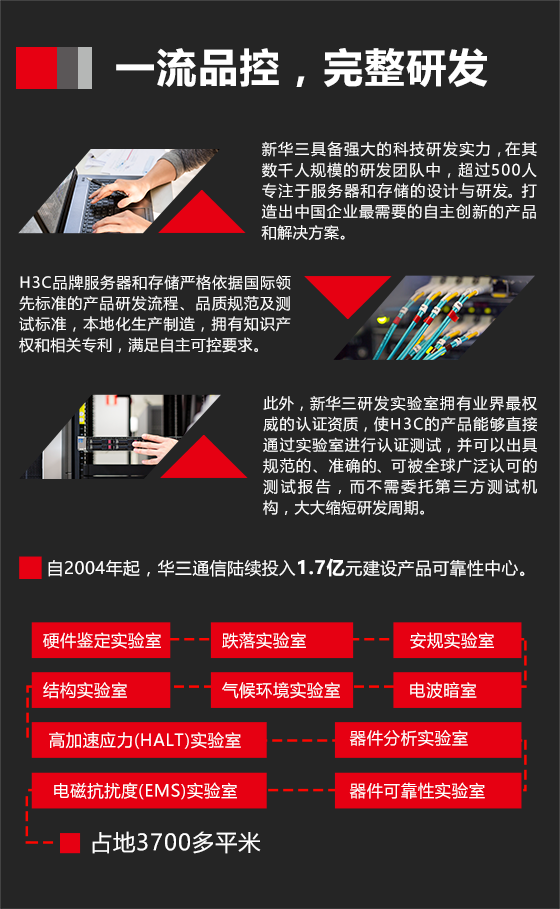 一流品控，完整研发
新华三具备强大的科技研发实力，在其
数千人规模的研发团队中，超过500人
专注于服务器和存储的设计与研发。打
造出中国企业最需要的自主创新的产品
和解决方案。
H3C品牌服务器和存储严格依据国际领
先标准的产品研发流程、品质规范及测
试标准，本地化生产制造，拥有知识产
权和相关专利，满足自主可控要求。
此外，新华三研发实验室拥有业界最权
威的认证资质，使H3C的产品能够直接
通过实验室进行认证测试，并可以出具
规范的、准确的、可被全球广泛认可的
测试报告，而不需委托第三方测试机
构，大大缩短研发周期。
自2004年起，华三通信陆续投入1.7亿元建设产品可靠性中心。
硬件鉴定实验室 跌落实验室 安规实验室
结构实验室 气候环境实验室 电波暗室
高加速应力(HALT)实验室 器件分析实验室
电磁抗扰度(EMS)实验室 器件可靠性实验室
占地3700多平米